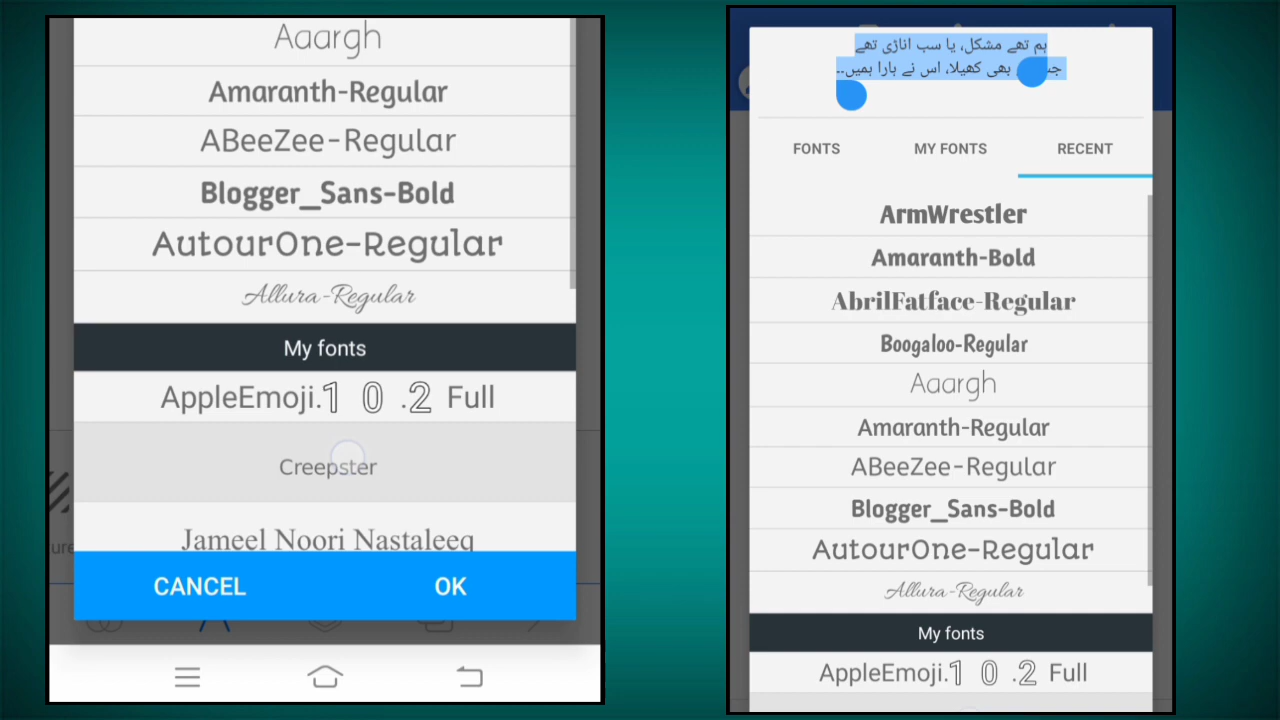 Aaargh
Amaranth-Regular
ABeeZee-Regular
Blogger_Sans-Bold
AutourOne-Regular
Allura-Regular
My fonts
AppleEmoji.10.2 Full
Creepster
Jameel Noori Nastaleeq
CANCEL OK
ہم تھے مشکل، یا سب اناڑی تھے
بھی کھیلا، اس نے ہارا ہمیں۔۔
FONTS MY FONTS RECENT
ArmWrestler
Amaranth-Bold
AbrilFatface-Regular
Boogaloo-Regular
Aaargh
Amaranth-Regular
ABeeZee-Regular
Blogger_Sans-Bold
AutourOne-Regular
Allura-Regular
My fonts
AppleEmoji.10.2 Full